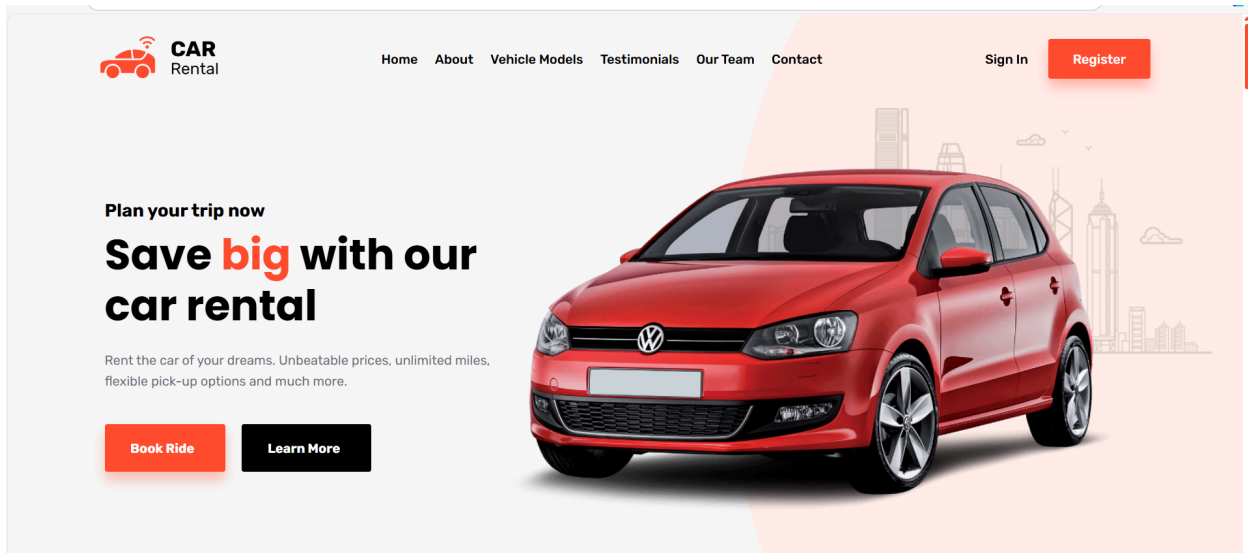 CAR
Rental
Home About Vehicle Models Testimonials Our Team Contact
Sign In Register
Plan your trip now
Save big with our
car rental
Rent the car of your dreams. Unbeatable prices, unlimited miles,
flexible pick-up options and much more.
Book Ride Learn More